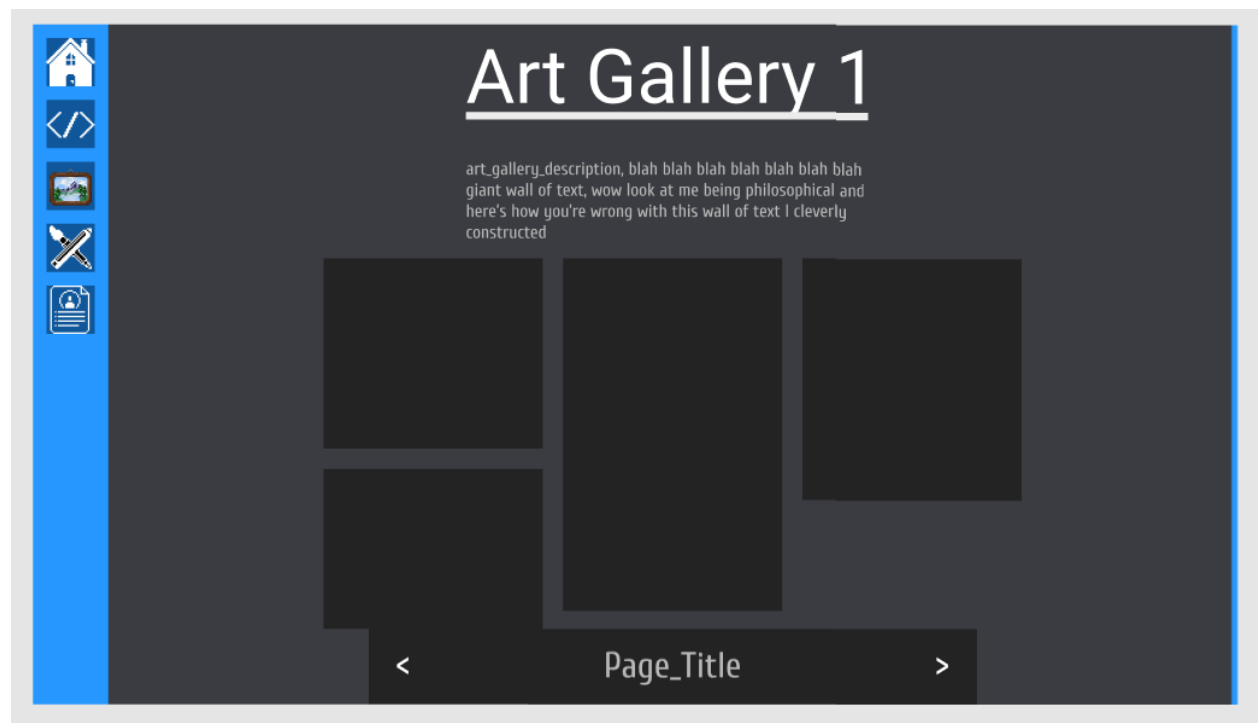 </>
Art Gallery 1
art_gallery_description, blah blah blah blah blah blah blah
giant wall of text, wow look at me being philosophical and
here's how you're wrong with this wall of text I cleverly
constructed
< Page_Title >